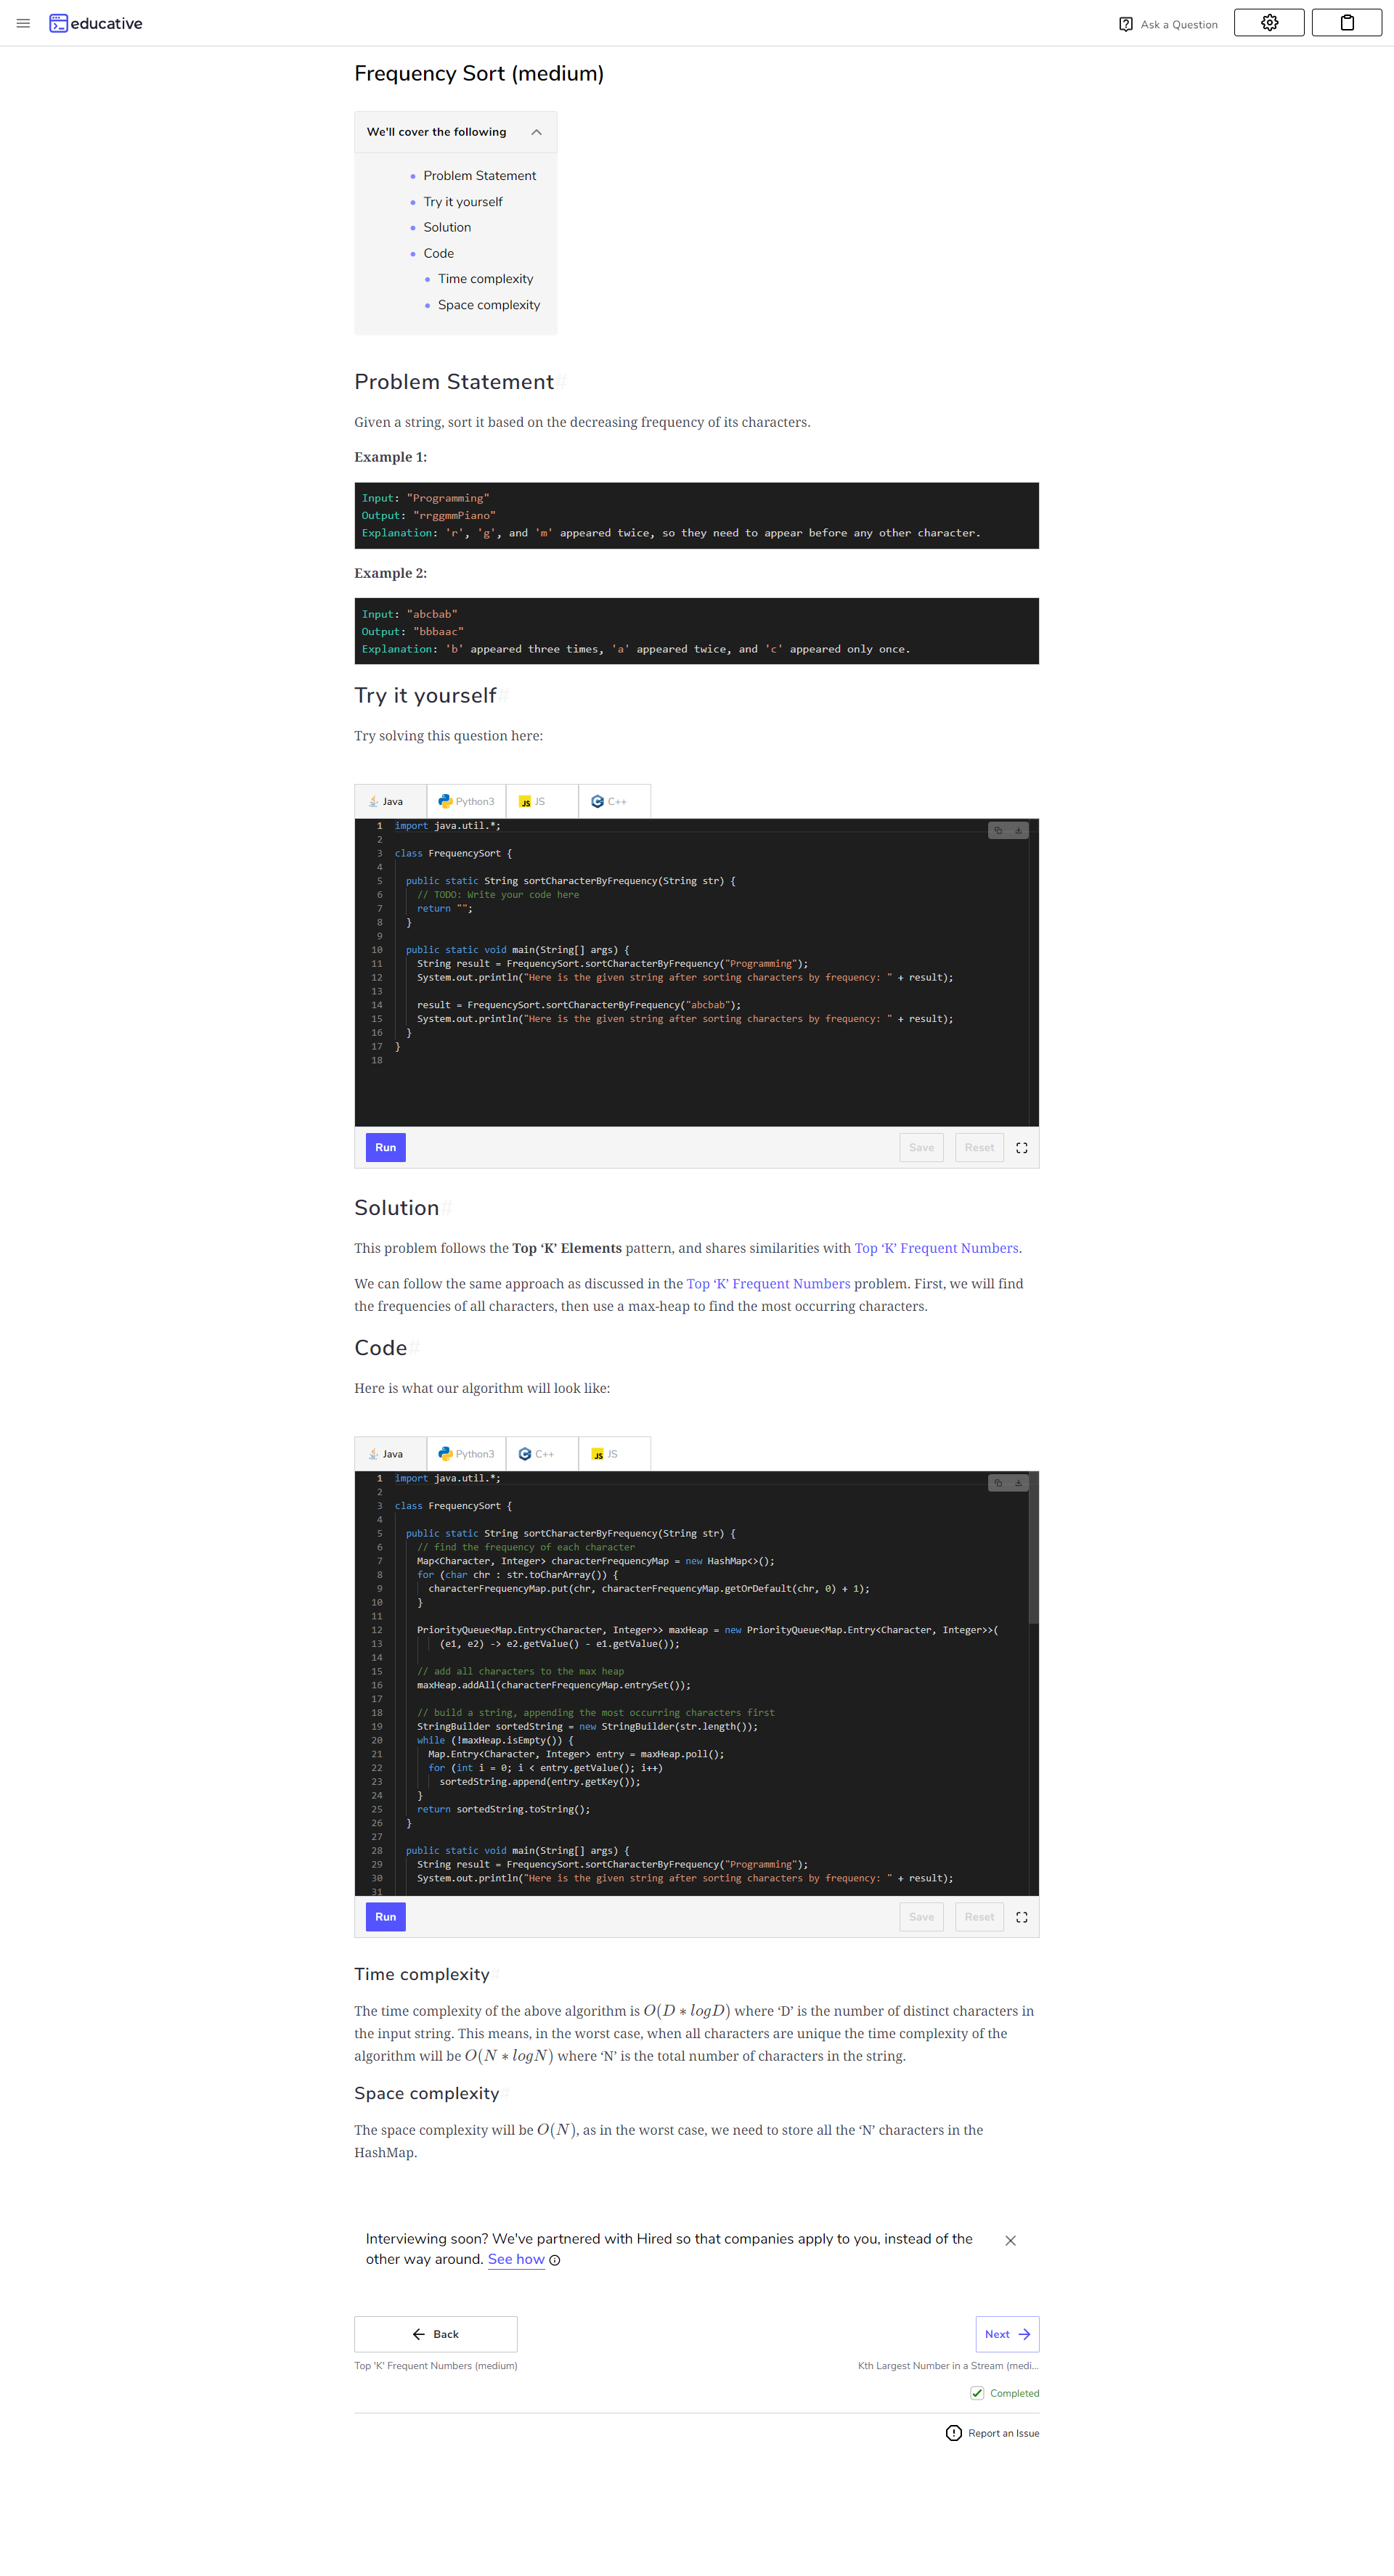 educative
Ask a Question
Frequency Sort (medium)
We'll cover the following
Problem Statement
Try it yourself
Solution
Code
Time complexity
Space complexity
Problem Statement#
Given a string, sort it based on the decreasing frequency of its characters.
Example 1:
Input: "Programming"
Output: "rrggmmPiano"
Explanation: 'r', 'g', and 'm' appeared twice, so they need to appear before any other character.
Example 2:
Input: "abcbab"
Output: "bbbaac"
Explanation: 'b' appeared three times, 'a' appeared twice, and 'c' appeared only once.
Try it yourself#
Try solving this question here:
Java Python3 JS C++
1 import java.util.*;
2
3 class FrequencySort {
4
5 public static String sortCharacterByFrequency(String str) {
6 // TODO: Write your code here
7 return "";
8 }
9
10 public static void main(String[] args) {
11 String result = FrequencySort.sortCharacterByFrequency("Programming");
12 System.out.println("Here is the given string after sorting characters by frequency: " + result);
13
14 result = FrequencySort.sortCharacterByFrequency("abcbab");
15 System.out.println("Here is the given string after sorting characters by frequency: " + result);
16 }
17 }
18
Run Save Reset
Solution#
This problem follows the Top ‘K’ Elements pattern, and shares similarities with Top ‘K’ Frequent Numbers.
We can follow the same approach as discussed in the Top ‘K’ Frequent Numbers problem. First, we will find
the frequencies of all characters, then use a max-heap to find the most occurring characters.
Code#
Here is what our algorithm will look like:
Java Python3 C++ JS
1 import java.util.*;
2
3 class FrequencySort {
4
5 public static String sortCharacterByFrequency(String str) {
6 // find the frequency of each character
7 Map<Character, Integer> characterFrequencyMap = new HashMap<>();
8 for (char chr : str.toCharArray()) {
9 characterFrequencyMap.put(chr, characterFrequencyMap.getOrDefault(chr, 0) + 1);
10 }
11
12 PriorityQueue<Map.Entry<Character, Integer>> maxHeap = new PriorityQueue<Map.Entry<Character, Integer>>(
13 (e1, e2) -> e2.getValue() - e1.getValue());
14
15 // add all characters to the max heap
16 maxHeap.addAll(characterFrequencyMap.entrySet());
17
18 // build a string, appending the most occurring characters first
19 StringBuilder sortedString = new StringBuilder(str.length());
20 while (!maxHeap.isEmpty()) {
21 Map.Entry<Character, Integer> entry = maxHeap.poll();
22 for (int i = 0; i < entry.getValue(); i++)
23 sortedString.append(entry.getKey());
24 }
25 return sortedString.toString();
26 }
27
28 public static void main(String[] args) {
29 String result = FrequencySort.sortCharacterByFrequency("Programming");
30 System.out.println("Here is the given string after sorting characters by frequency: " + result);
31
Run Save Reset
Time complexity#
The time complexity of the above algorithm is O(D ∗ logD) where ‘D’ is the number of distinct characters in
the input string. This means, in the worst case, when all characters are unique the time complexity of the
algorithm will be O(N ∗ logN) where ‘N’ is the total number of characters in the string.
Space complexity#
The space complexity will be O(N), as in the worst case, we need to store all the ‘N’ characters in the
HashMap.
Interviewing soon? We've partnered with Hired so that companies apply to you, instead of the
other way around. See how
Back Next
Top 'K' Frequent Numbers (medium) Kth Largest Number in a Stream (medi...
Completed
Report an Issue